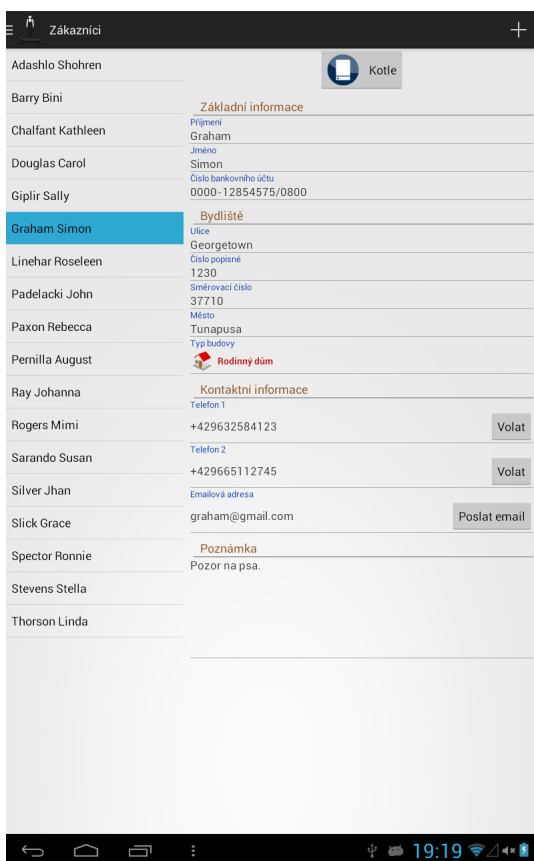 Zákazníci
Adashlo Shohren
Barry Bini
Chalfant Kathleen
Douglas Carol
Giplir Sally
Graham Simon
Linehar Roseleen
Padelacki John
Paxon Rebecca
Pernilla August
Ray Johanna
Rogers Mimi
Sarando Susan
Silver Jhan
Slick Grace
Spector Ronnie
Stevens Stella
Thorson Linda
Kotle
Základní informace
Příjmení
Graham
Jméno
Simon
Číslo bankovního účtu
0000-12854575/0800
Bydliště
Ulice
Georgetown
Číslo popisné
1230
Směrovací číslo
37710
Město
Tunapusa
Typ budovy
Rodinný dům
Kontaktní informace
Telefon 1
+429632584123
Volat
Telefon 2
+429665112745
Volat
Emailová adresa
graham@gmail.com
Poslat email
Poznámka
Pozor na psa.
19:19